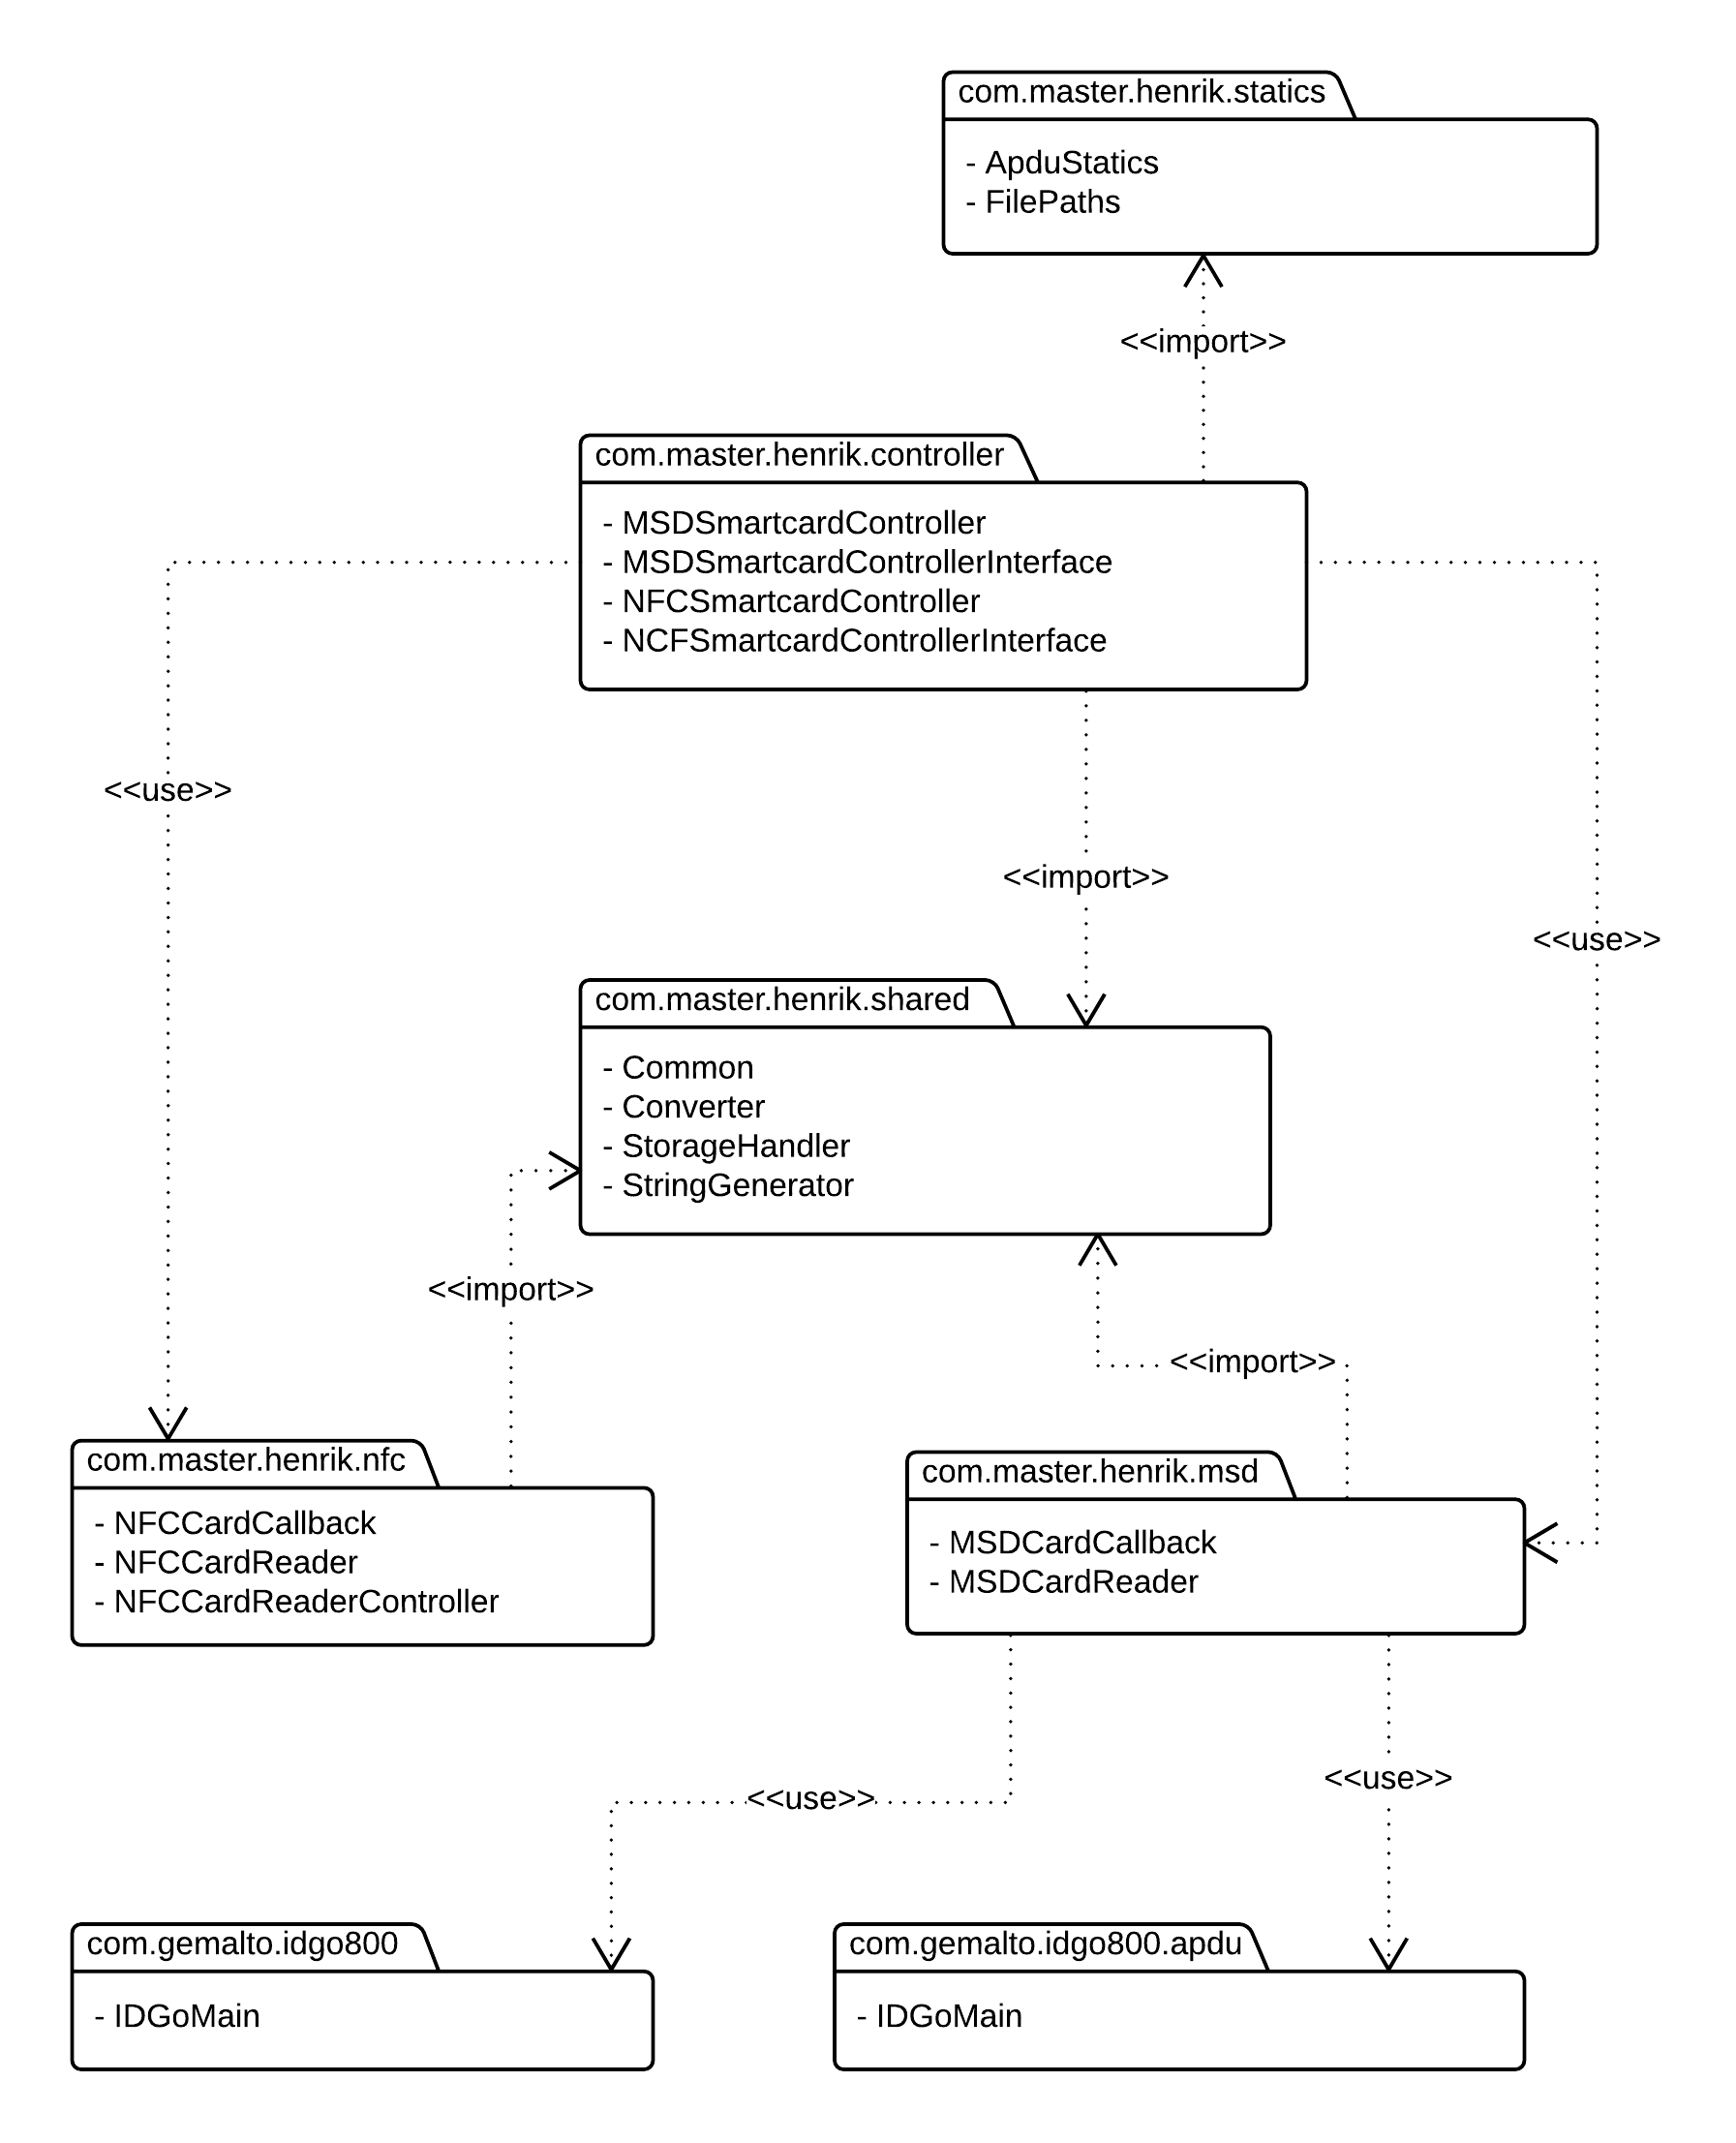 com.master.henrik.statics
- ApduStatics
- FilePaths
<<import>>
com.master.henrik.controller
- MSDSmartcardController
- MSDSmartcardControllerInterface
- NFCSmartcardController
- NCFSmartcardControllerInterface
<<use>>
<<import>>
<<use>>
com.master.henrik.shared
- Common
- Converter
- StorageHandler
- StringGenerator
<<import>>
<<import>>
com.master.henrik.nfc
- NFCCardCallback
- NFCCardReader
- NFCCardReaderController
com.master.henrik.msd
- MSDCardCallback
- MSDCardReader
<<use>>
<<use>>
com.gemalto.idgo800
- IDGoMain
com.gemalto.idgo800.apdu
- IDGoMain